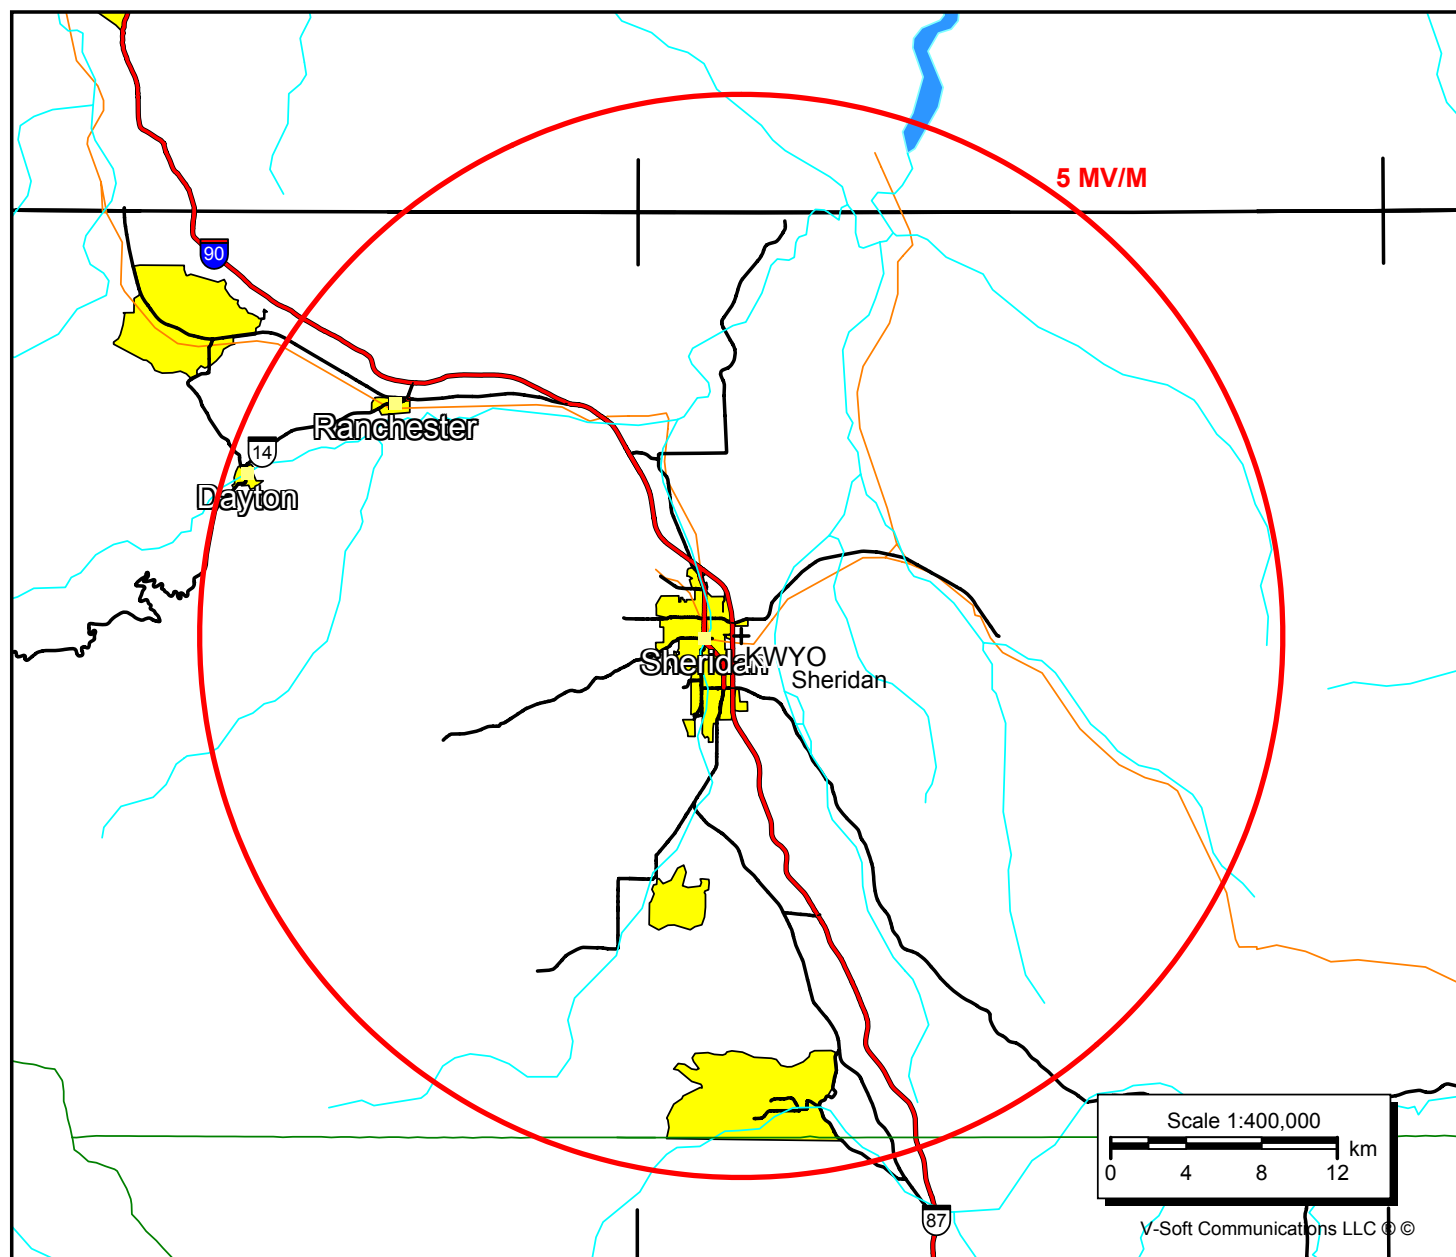 5 MV/M
90
Ranchester
14
Dayton
Sheridan
KWYO
Sheridan
Scale 1:400,000
km
0 4 8 12
87
V-Soft Communications LLC ® ©